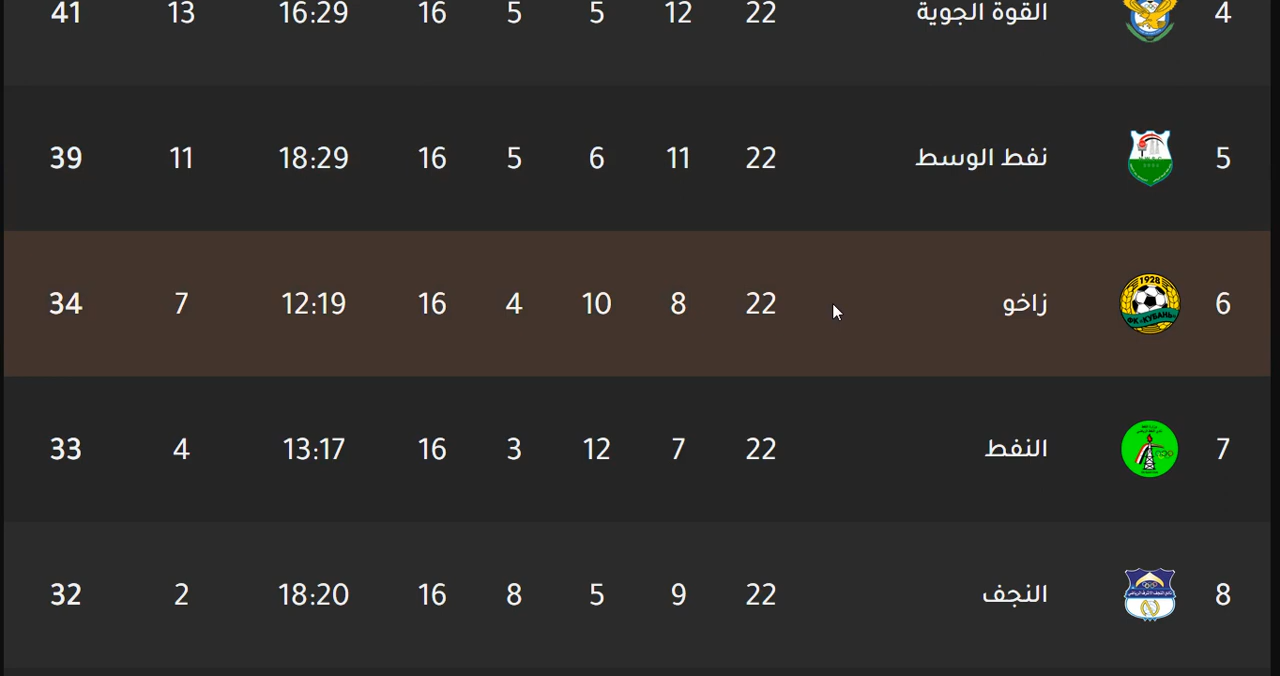 4 القوة الجوية 22 12 5 5 16 16:29 13 41
5 نفط الوسط 22 11 6 5 16 18:29 11 39
1928
ФК «КУБАНЬ»
6 زاخو 22 8 10 4 16 12:19 7 34
7 النفط 22 7 12 3 16 13:17 4 33
8 النجف 22 9 5 8 16 18:20 2 32